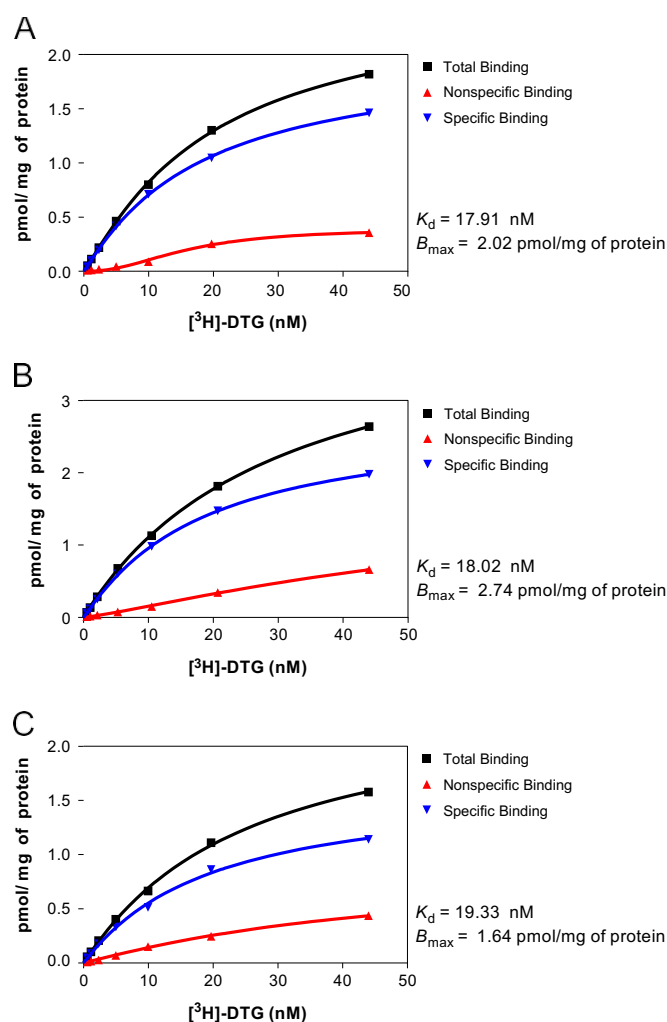 A
2.0
1.5
1.0
0.5
0.0
pmol/mg of protein
0 10 20 30 40 50
[³H]-DTG (nM)
Total Binding
Nonspecific Binding
Specific Binding
Kd = 17.91 nM
Bmax = 2.02 pmol/mg of protein
B
3
2
1
0
pmol/mg of protein
0 10 20 30 40 50
[³H]-DTG (nM)
Total Binding
Nonspecific Binding
Specific Binding
Kd = 18.02 nM
Bmax = 2.74 pmol/mg of protein
C
2.0
1.5
1.0
0.5
0.0
pmol/mg of protein
0 10 20 30 40 50
[³H]-DTG (nM)
Total Binding
Nonspecific Binding
Specific Binding
Kd = 19.33 nM
Bmax = 1.64 pmol/mg of protein